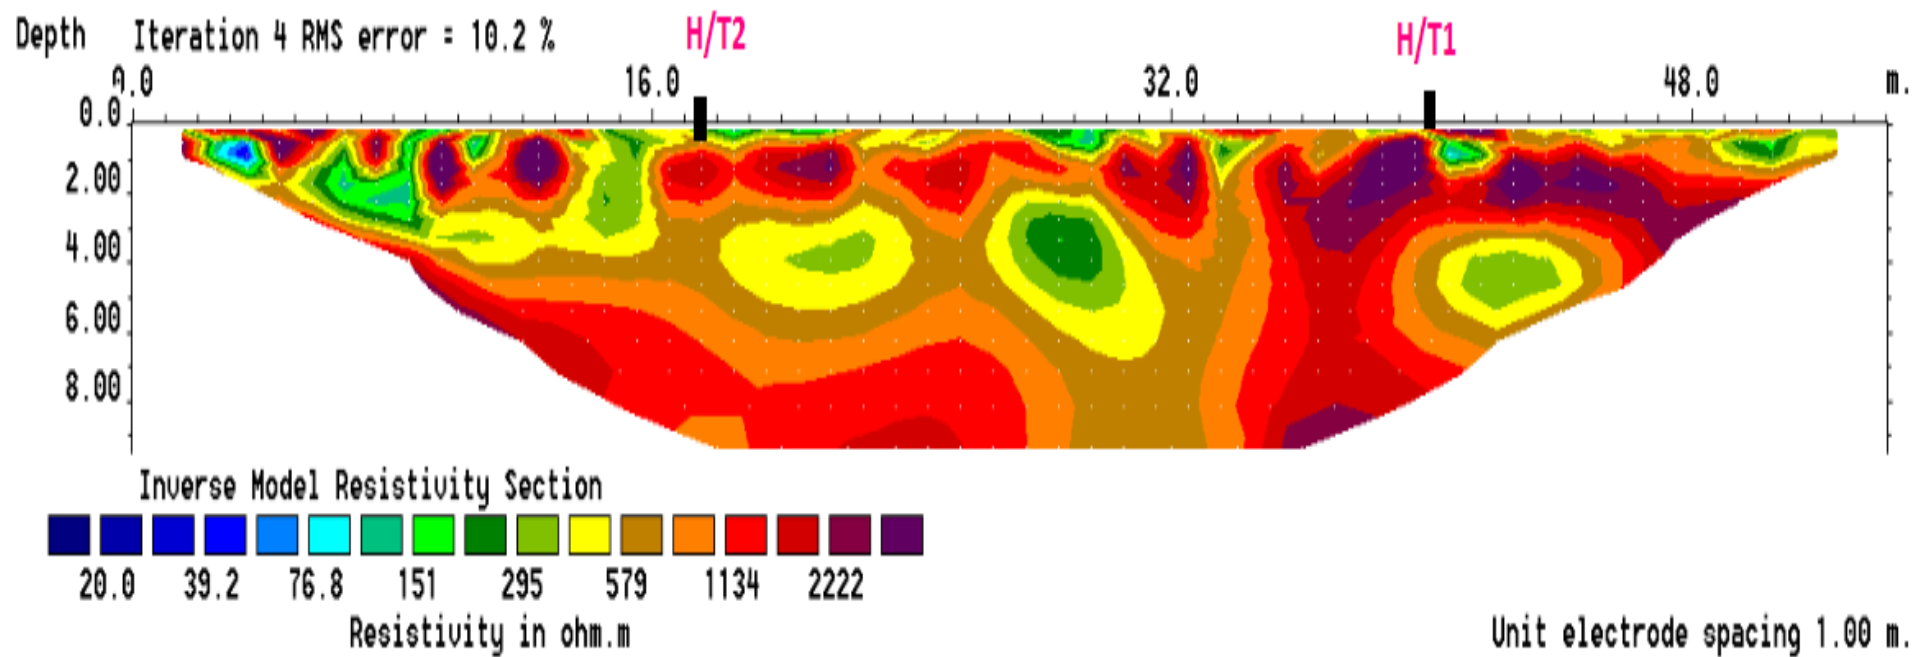 H/T2
H/T1
Depth Iteration 4 RMS error = 10.2 %
0.0 16.0 32.0 48.0 m.
0.0
2.00
4.00
6.00
8.00
Inverse Model Resistivity Section
20.0 39.2 76.8 151 295 579 1134 2222
Resistivity in ohm.m
Unit electrode spacing 1.00 m.